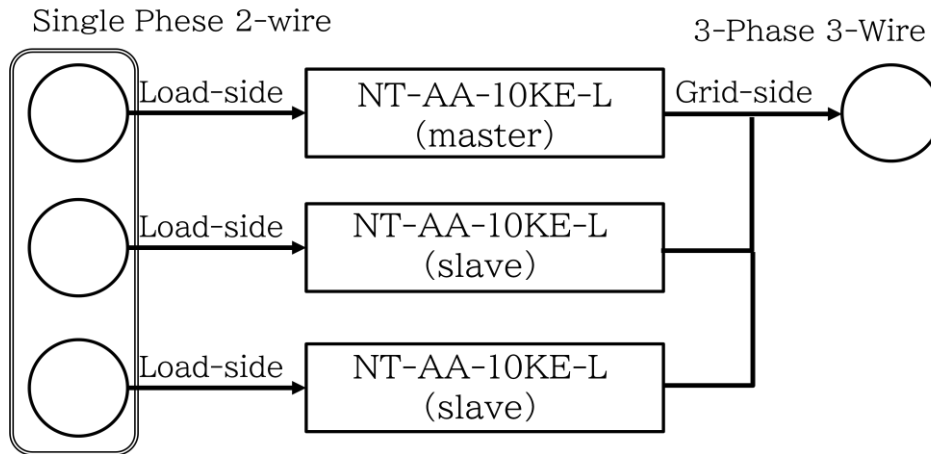 Single Phese 2-wire
3-Phase 3-Wire
Load-side
NT-AA-10KE-L
(master)
Grid-side
Load-side
NT-AA-10KE-L
(slave)
Load-side
NT-AA-10KE-L
(slave)